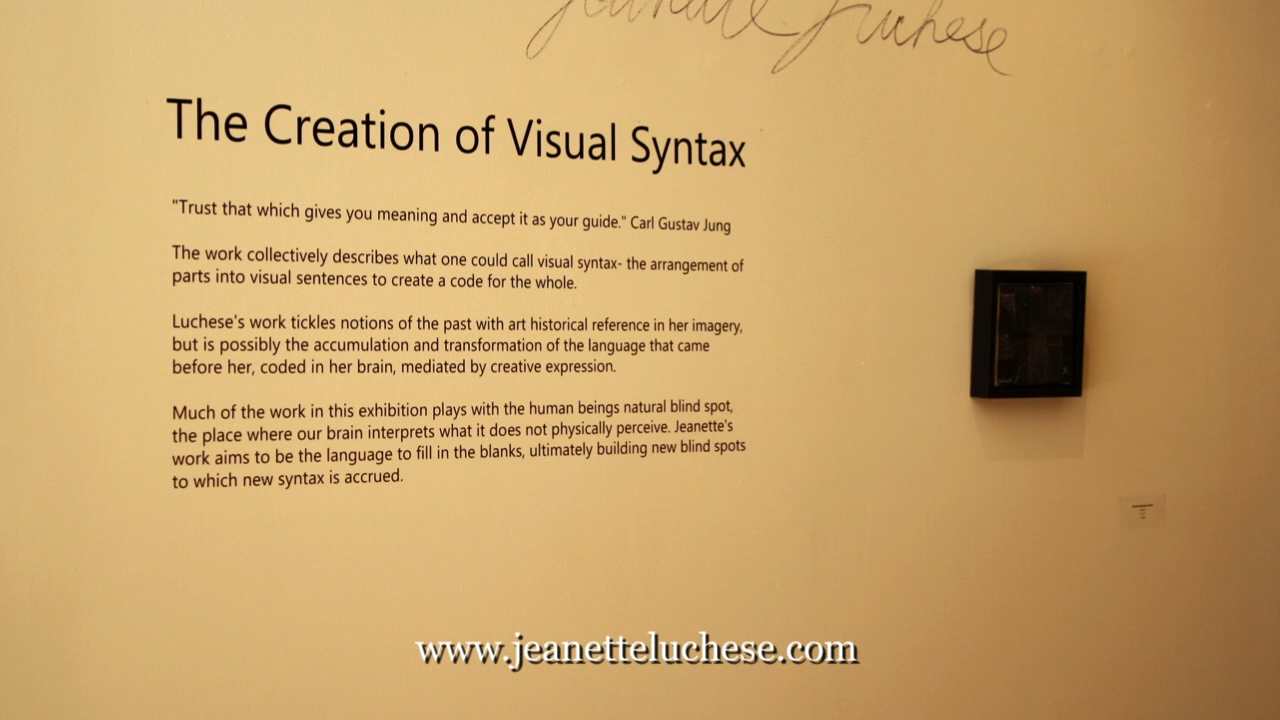 Jeanette Luchese
The Creation of Visual Syntax
"Trust that which gives you meaning and accept it as your guide." Carl Gustav Jung
The work collectively describes what one could call visual syntax- the arrangement of
parts into visual sentences to create a code for the whole.
Luchese's work tickles notions of the past with art historical reference in her imagery,
but is possibly the accumulation and transformation of the language that came
before her, coded in her brain, mediated by creative expression.
Much of the work in this exhibition plays with the human beings natural blind spot,
the place where our brain interprets what it does not physically perceive. Jeanette's
work aims to be the language to fill in the blanks, ultimately building new blind spots
to which new syntax is accrued.
www.jeanetteluchese.com